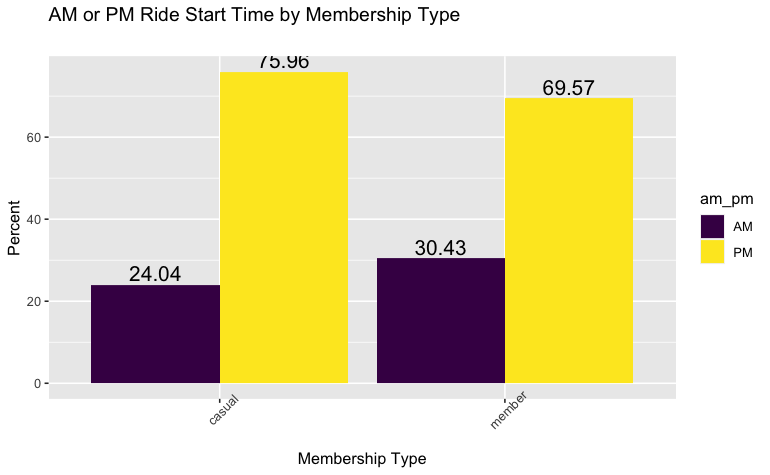 AM or PM Ride Start Time by Membership Type
75.96
69.57
60
Percent
40
30.43
24.04
20
0
casual
member
Membership Type
am_pm
AM
PM